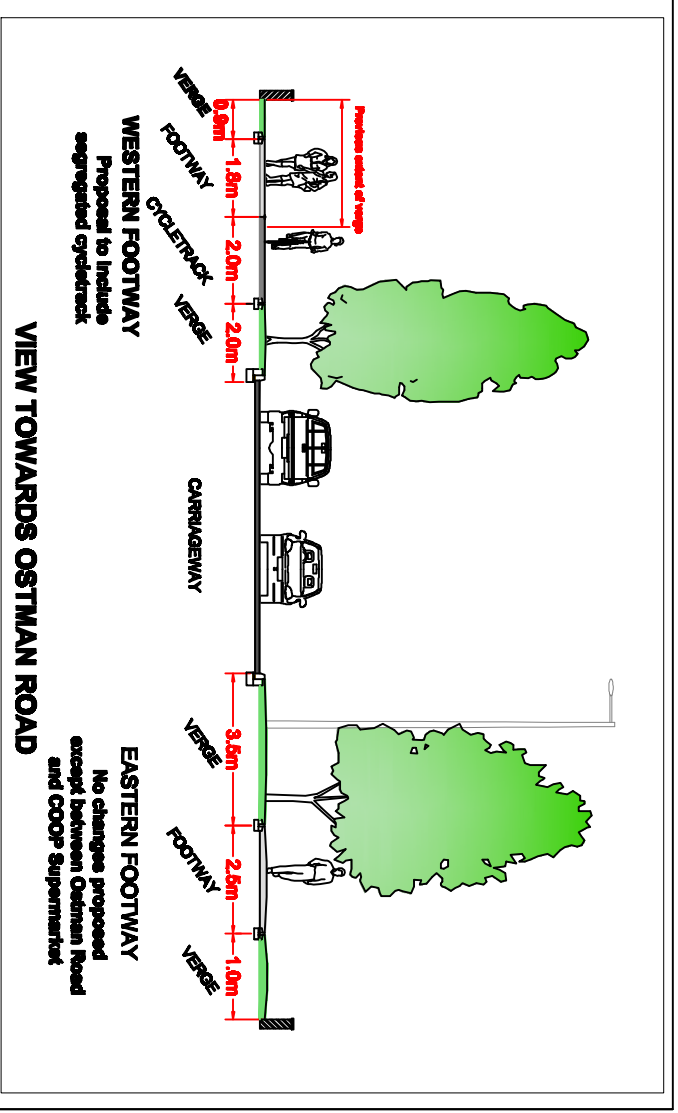 Previous extent of verge
0.9m
1.8m
2.0m
2.0m
3.5m
2.5m
1.0m
VERGE
FOOTWAY
CYCLETRACK
VERGE
CARRIAGEWAY
VERGE
FOOTWAY
VERGE
WESTERN FOOTWAY
Proposal to include
segregated cycletrack
EASTERN FOOTWAY
No changes proposed
except between Ostman Road
and COOP Supermarket
VIEW TOWARDS OSTMAN ROAD